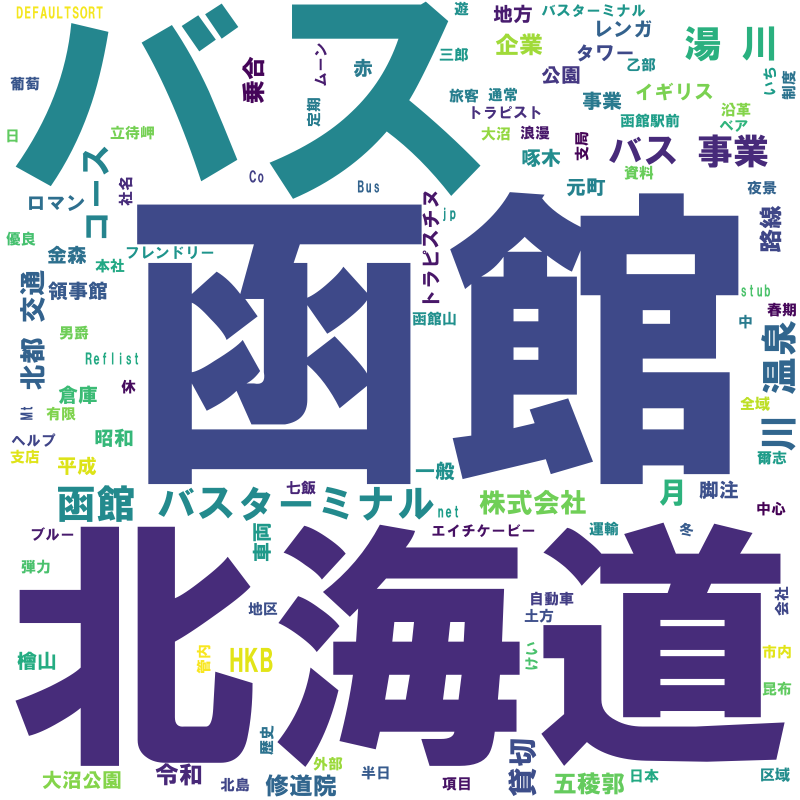 DEFAULTSORT
遊
地方
バスターミナル
レンガ
バス
企業
タワー
湯 川
三郎
乙部
葡萄
乗合
ムーン
赤
公園
いち
制度
旅客
通常
事業
イギリス
定期
トラピスト
沿革
日
立待岬
大沼
浪漫
函館駅前
ベア
支局
バス 事業
コース
啄木
資料
社名
Co
Bus
元町
夜景
ロマン
トラピスチヌ
jp
路線
函館
優良
金森
フレンドリー
本社
領事館
北都 交通
stub
春期
函館山
中
男爵
川 温泉
Reflist
休
倉庫
全域
Mt
有限
ヘルプ
昭和
爾志
支店
平成
一般
七飯
脚注
月
函館 バスターミナル
株式会社
net
中心
ブルー
車両
エイチケービー
運輸
冬
北海道
弾力
自動車
会社
地区
土方
檜山
管内
HKB
けい
市内
昆布
歴史
貸切
外部
令和
半日
大沼公園
北島
修道院
項目
五稜郭
日本
区域